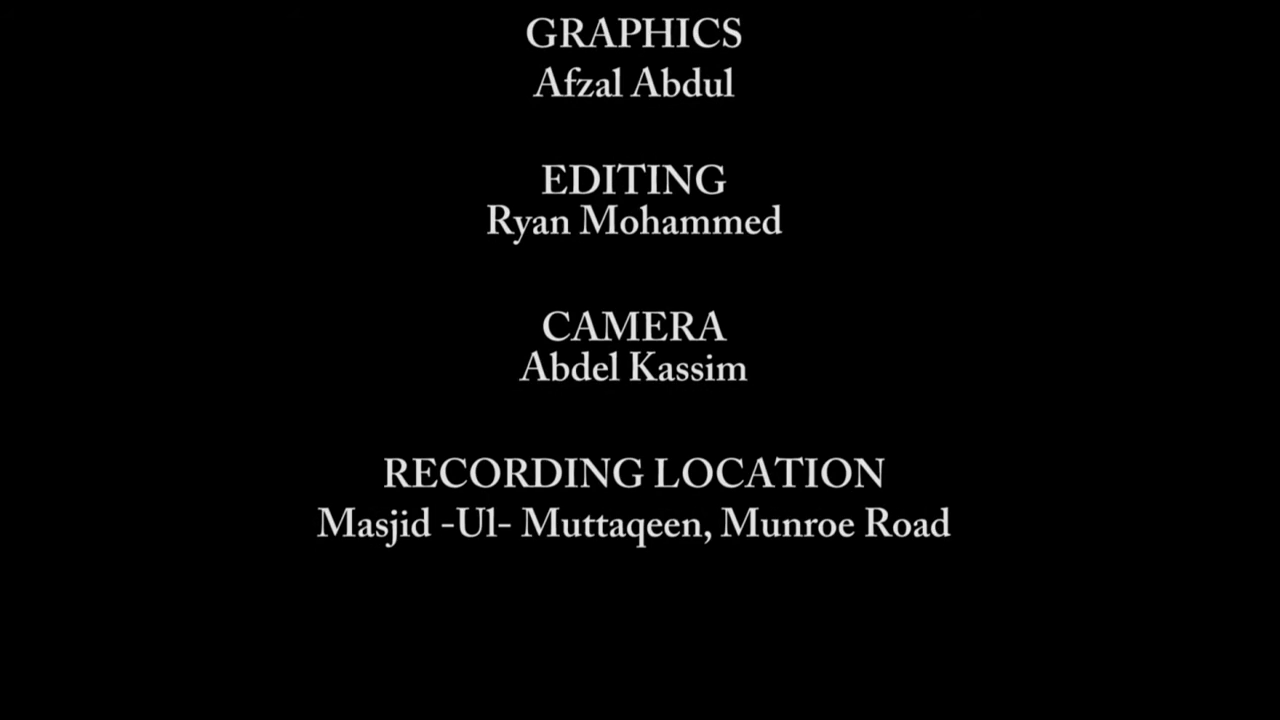 GRAPHICS
Afzal Abdul
EDITING
Ryan Mohammed
CAMERA
Abdel Kassim
RECORDING LOCATION
Masjid -Ul- Muttaqeen, Munroe Road